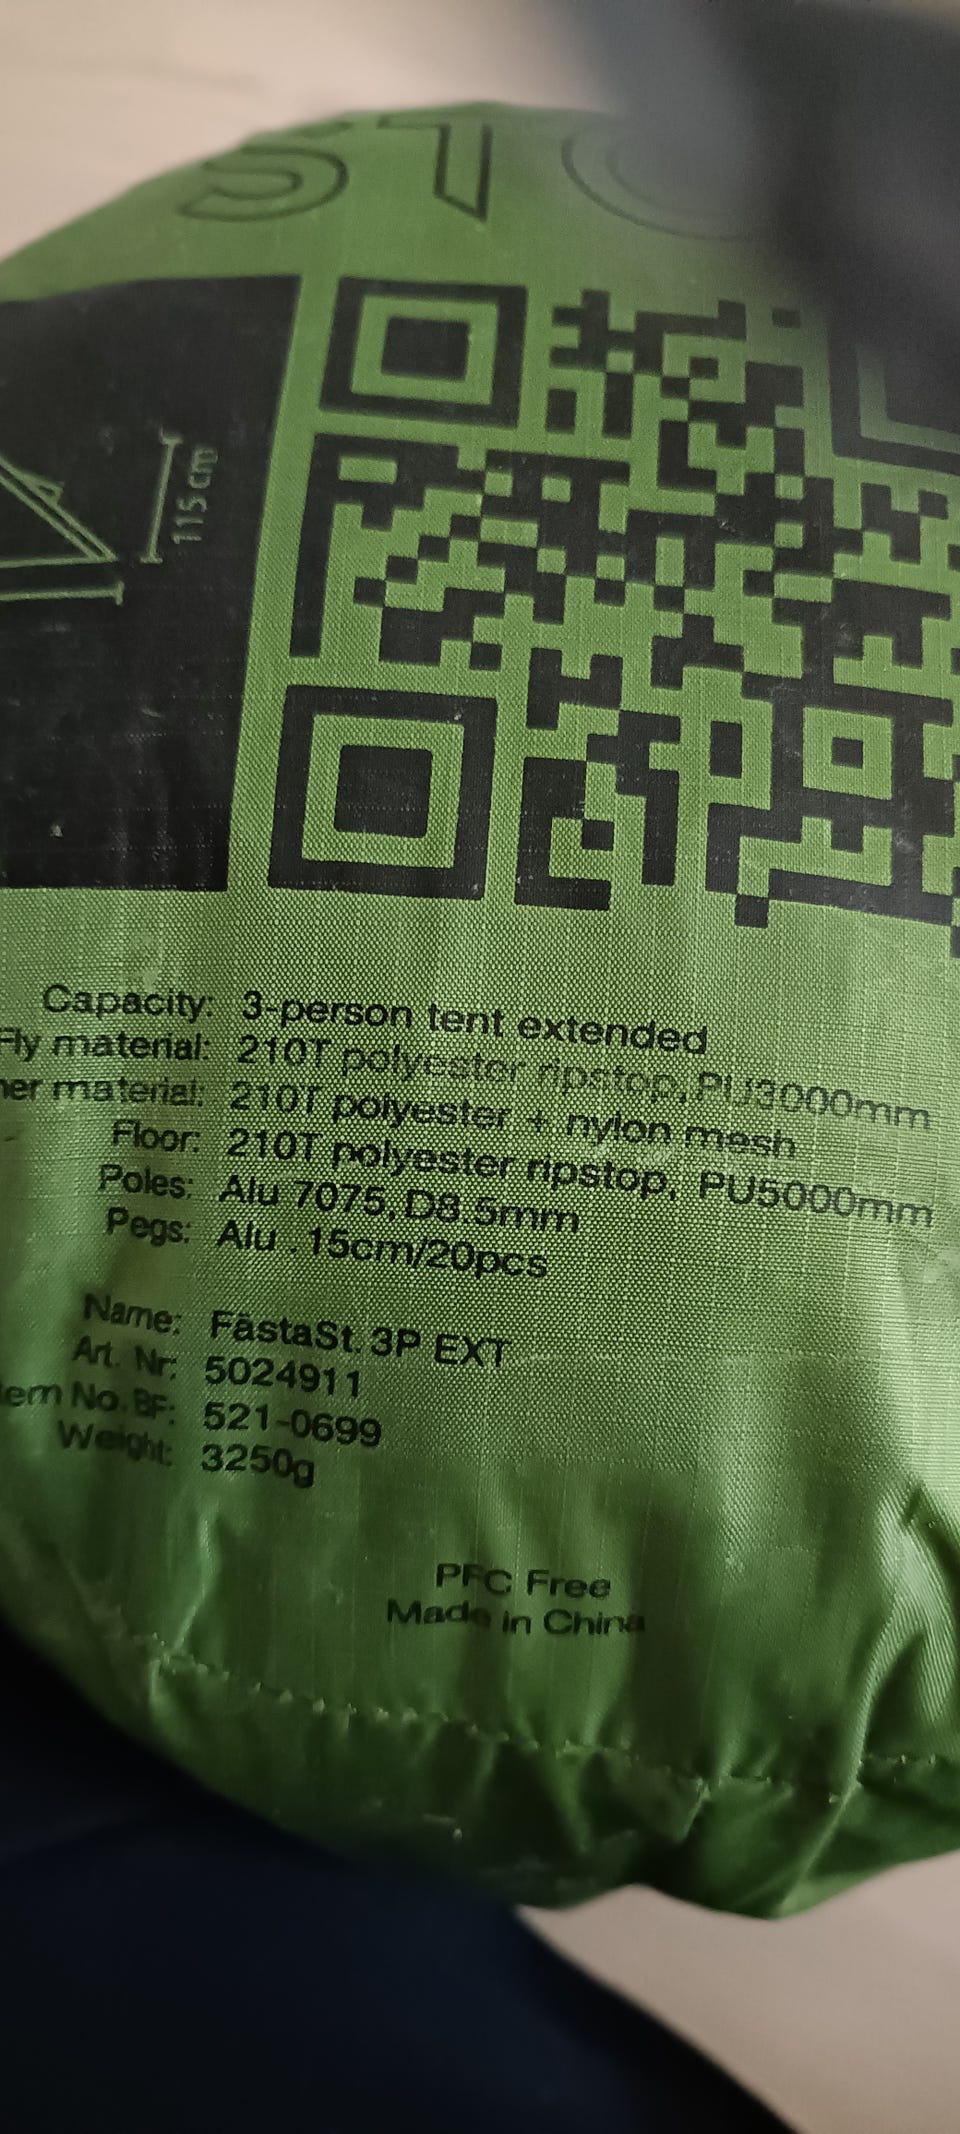 115 cm
Capacity: 3-person tent extended
Fly material: 210T polyester ripstop, PU3000mm
material: 210T polyester + nylon mesh
Floor: 210T polyester ripstop, PU5000mm
Poles: Alu 7075, D8.5mm
Pegs: Alu . 15cm/20pcs
Name: FästaSt. 3P EXT
Art. Nr: 5024911
No. BF: 521-0699
Weight: 3250g
PFC Free
Made in China